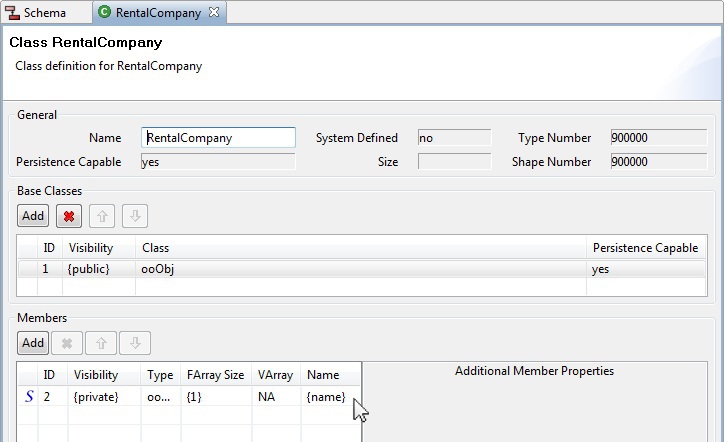 Schema
C RentalCompany
Class RentalCompany
Class definition for RentalCompany
General
Name RentalCompany System Defined no Type Number 900000
Persistence Capable yes Size Shape Number 900000
Base Classes
Add
ID Visibility Class Persistence Capable
1 {public} ooObj yes
Members
Add
ID Visibility Type FArray Size VArray Name Additional Member Properties
S 2 {private} oo... {1} NA {name}